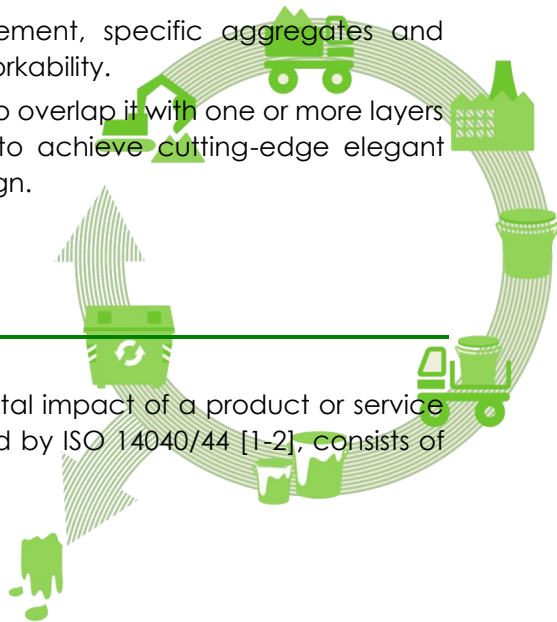 ement, specific aggregates and
orkability.
o overlap it with one or more layers
to achieve cutting-edge elegant
gn.
tal impact of a product or service
d by ISO 14040/44 [1-2], consists of